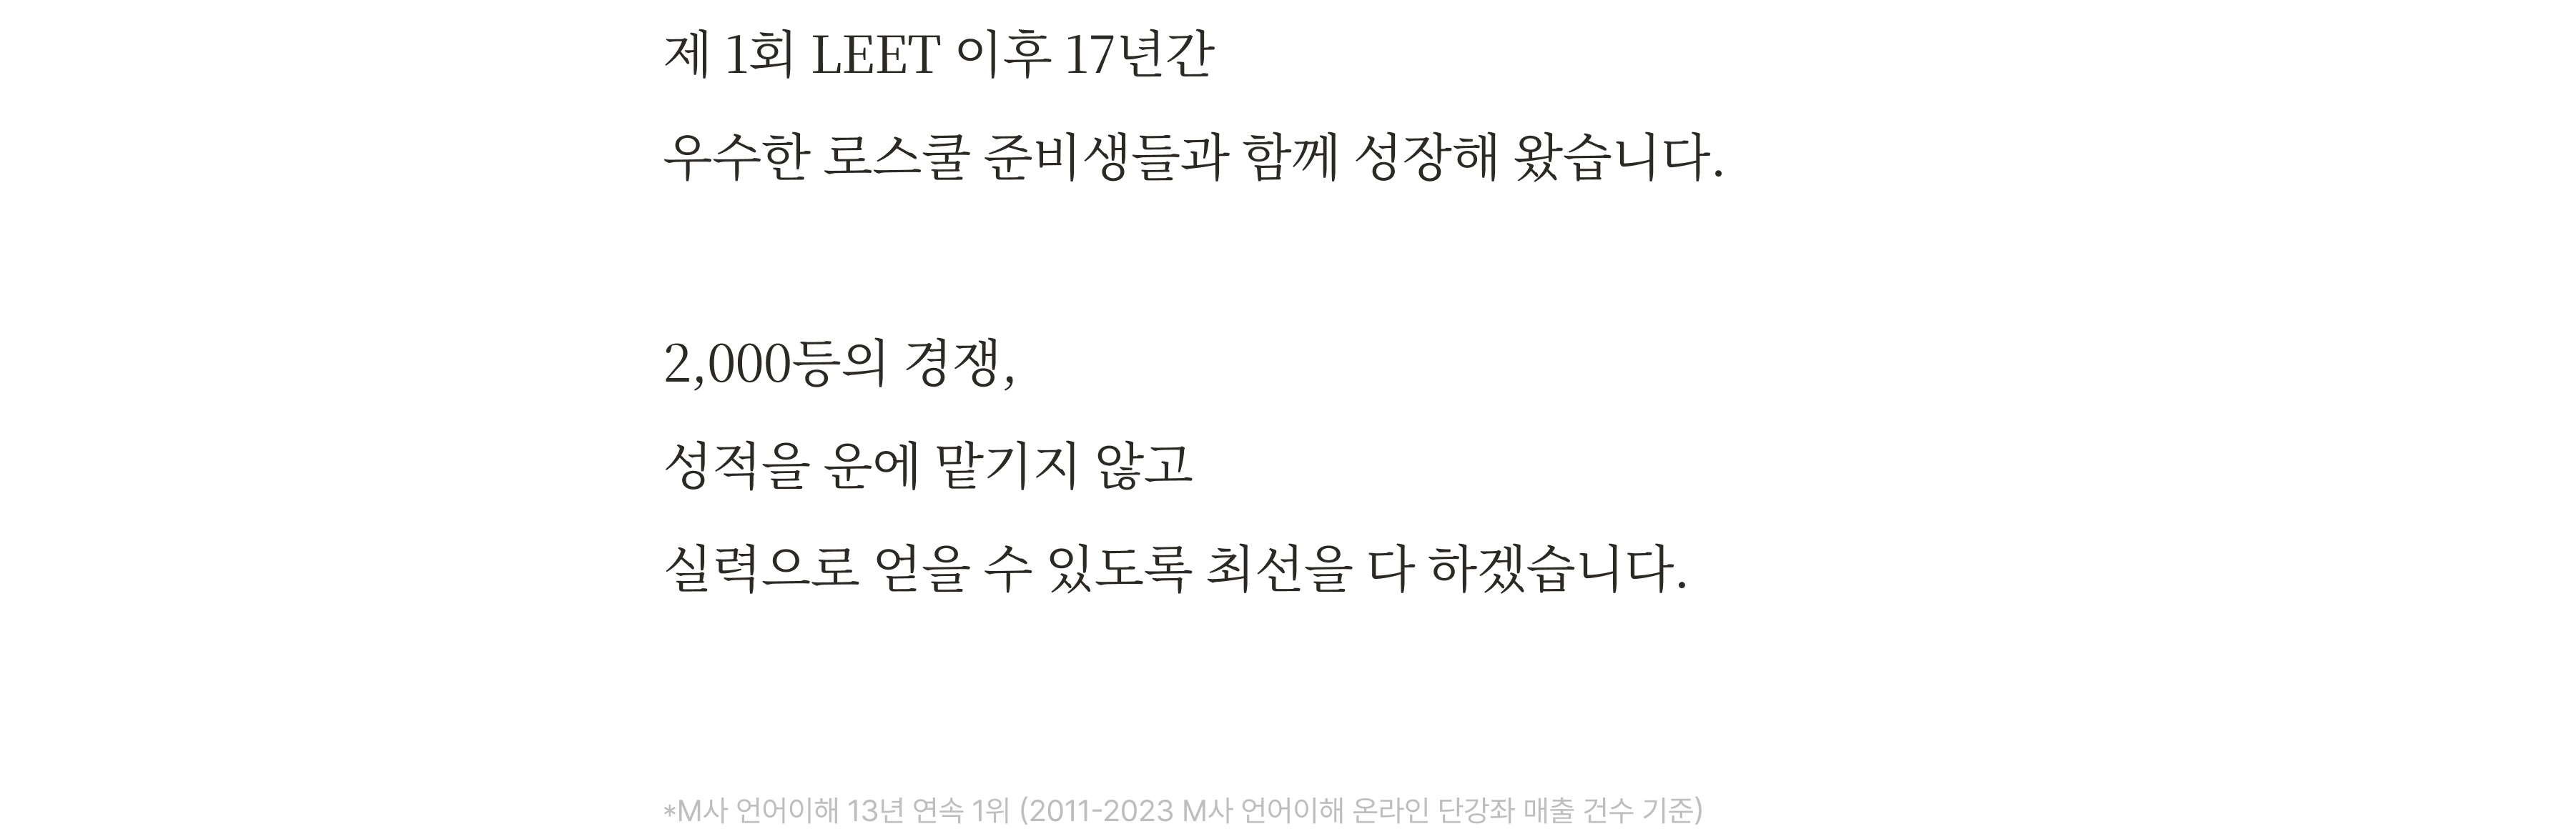 제 1회 LEET 이후 17년간
우수한 로스쿨 준비생들과 함께 성장해 왔습니다.
2,000등의 경쟁,
성적을 운에 맡기지 않고
실력으로 얻을 수 있도록 최선을 다 하겠습니다.
*M사 언어이해 13년 연속 1위 (2011-2023 M사 언어이해 온라인 단강좌 매출 건수 기준)